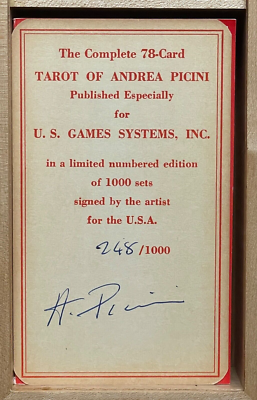 The Complete 78-Card
TAROT OF ANDREA PICINI
Published Especially
for
U. S. GAMES SYSTEMS, INC.
in a limited numbered edition
of 1000 sets
signed by the artist
for the U.S.A.
248/1000
A. Picini